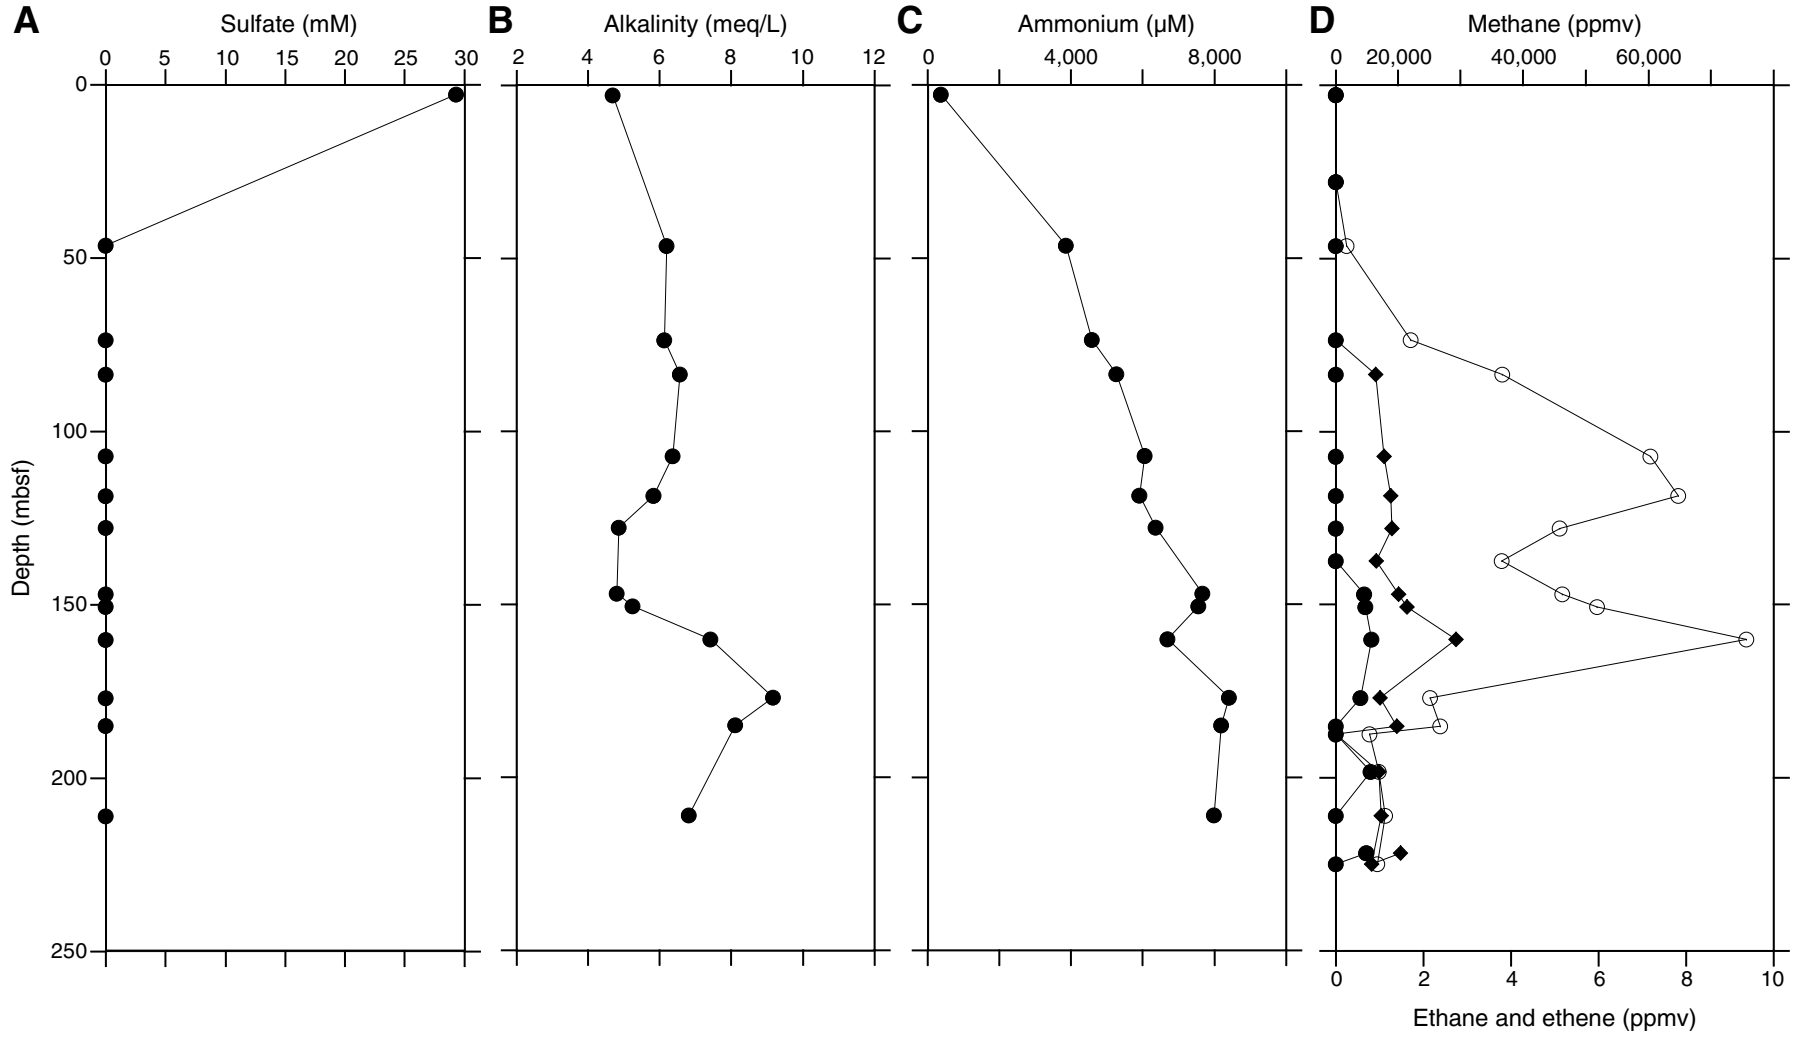 A Sulfate (mM) B Alkalinity (meq/L) C Ammonium (µM) D Methane (ppmv)
0 5 10 15 20 25 30 2 4 6 8 10 12 0 4,000 8,000 0 20,000 40,000 60,000
0
50
100
150
200
250
Depth (mbsf)
0 2 4 6 8 10
Ethane and ethene (ppmv)